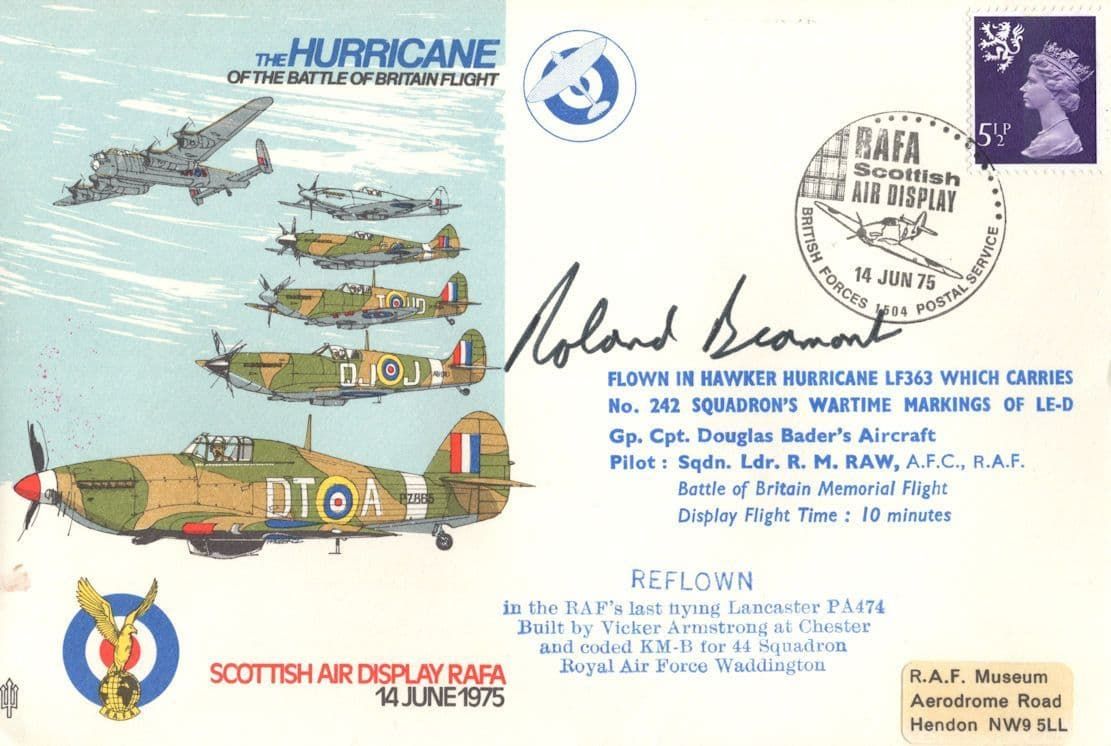 THE HURRICANE
OF THE BATTLE OF BRITAIN FLIGHT
DJ J
DT A
PZ865
RAFA
SCOTTISH AIR DISPLAY RAFA
14 JUNE 1975
5½P
RAFA
Scottish
AIR DISPLAY
14 JUN 75
BRITISH FORCES 1504 POSTAL SERVICE
Roland Beamont
FLOWN IN HAWKER HURRICANE LF363 WHICH CARRIES
No. 242 SQUADRON'S WARTIME MARKINGS OF LE-D
Gp. Cpt. Douglas Bader's Aircraft
Pilot : Sqdn. Ldr. R. M. RAW, A.F.C., R.A.F.
Battle of Britain Memorial Flight
Display Flight Time : 10 minutes
REFLOWN
in the RAF's last flying Lancaster PA474
Built by Vicker Armstrong at Chester
and coded KM-B for 44 Squadron
Royal Air Force Waddington
R.A.F. Museum
Aerodrome Road
Hendon NW9 5LL